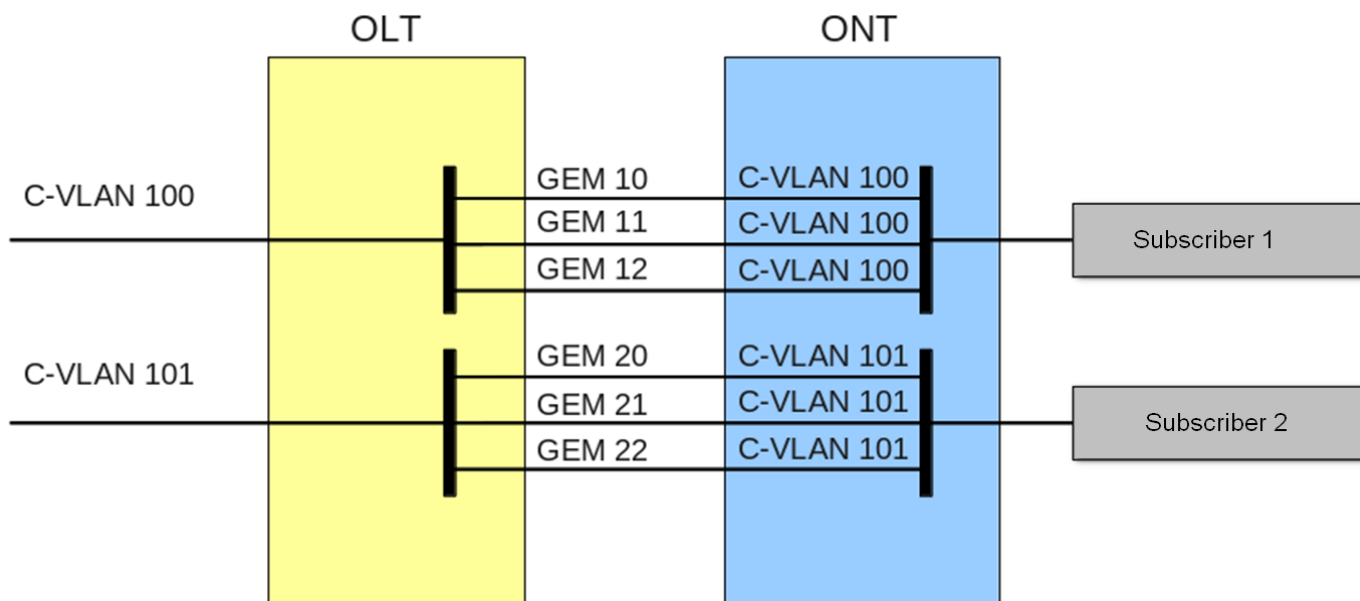 OLT
ONT
C-VLAN 100
GEM 10
C-VLAN 100
GEM 11
C-VLAN 100
GEM 12
C-VLAN 100
Subscriber 1
C-VLAN 101
GEM 20
C-VLAN 101
GEM 21
C-VLAN 101
GEM 22
C-VLAN 101
Subscriber 2